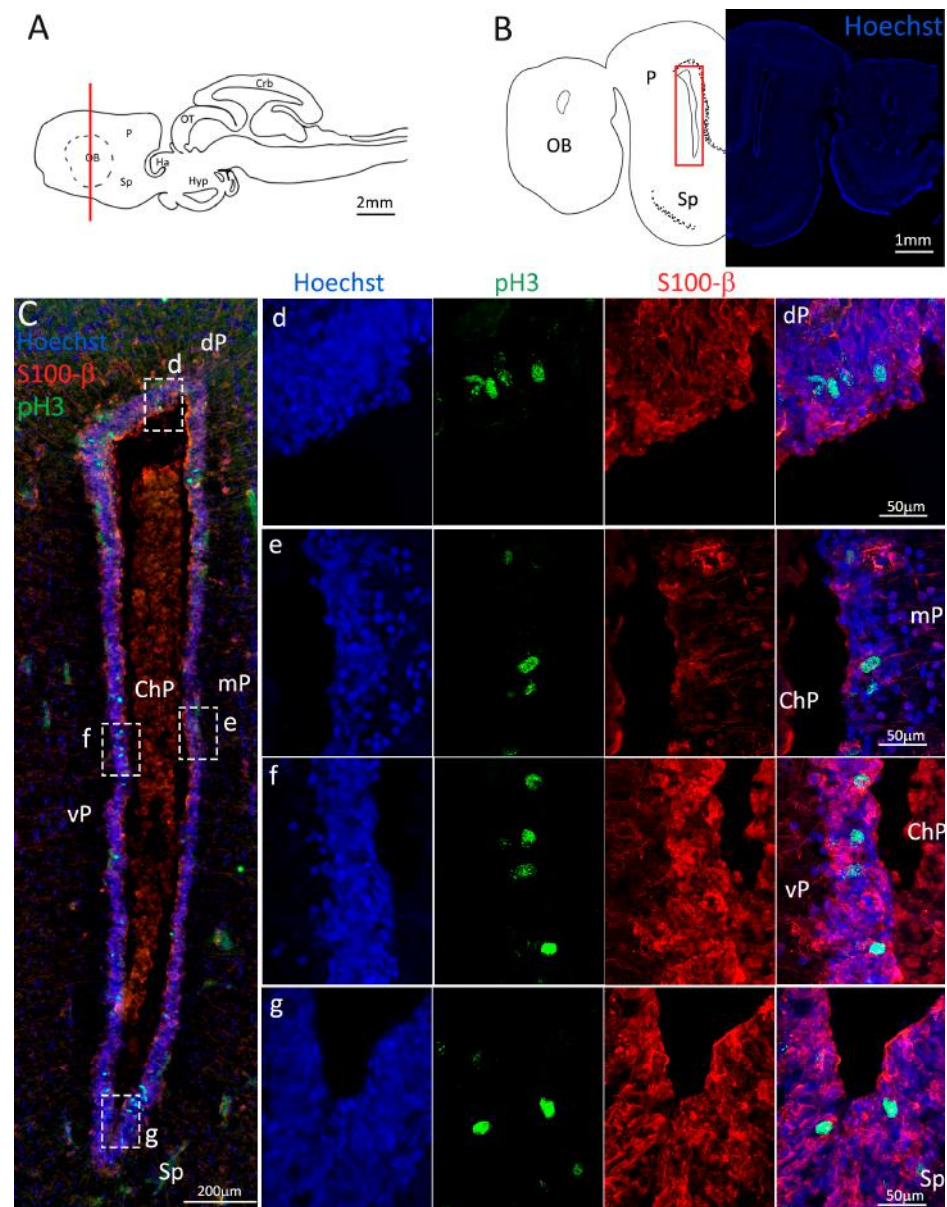 A
Crb
OT
P
OB
Ha
Sp
Hyp
2mm
B
Hoechst
P
OB
Sp
1mm
Hoechst pH3 S100-β
C
Hoechst
S100-β
pH3
dP
d
ChP
mP
f
e
vP
g
Sp
200µm
d
dP
50µm
e
mP
ChP
50µm
f
ChP
vP
g
Sp
50µm